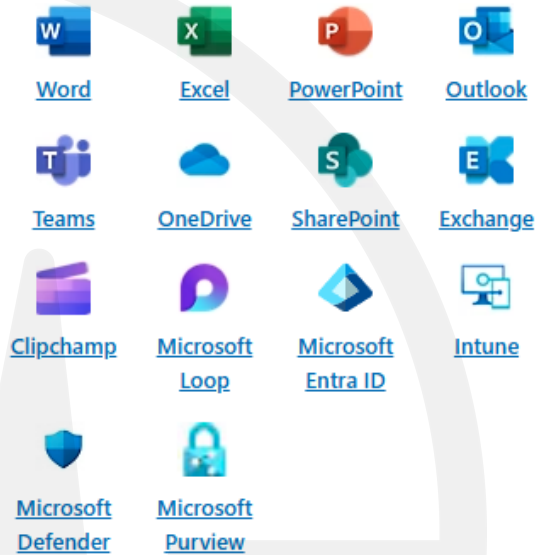 W X P O
Word Excel PowerPoint Outlook
T S E
Teams OneDrive SharePoint Exchange
Clipchamp Microsoft Microsoft Intune
Loop Entra ID
Microsoft Microsoft
Defender Purview